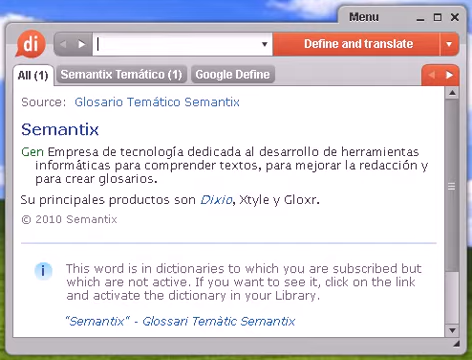 Menu
di
Define and translate
All (1)
Semantix Temático (1)
Google Define
Source: Glosario Temático Semantix
Semantix
Gen Empresa de tecnología dedicada al desarrollo de herramientas
informáticas para comprender textos, para mejorar la redacción y
para crear glosarios.
Su principales productos son Dixio, Xtyle y Gloxr.
© 2010 Semantix
i
This word is in dictionaries to which you are subscribed but
which are not active. If you want to see it, click on the link
and activate the dictionary in your Library.
"Semantix" - Glossari Temàtic Semantix